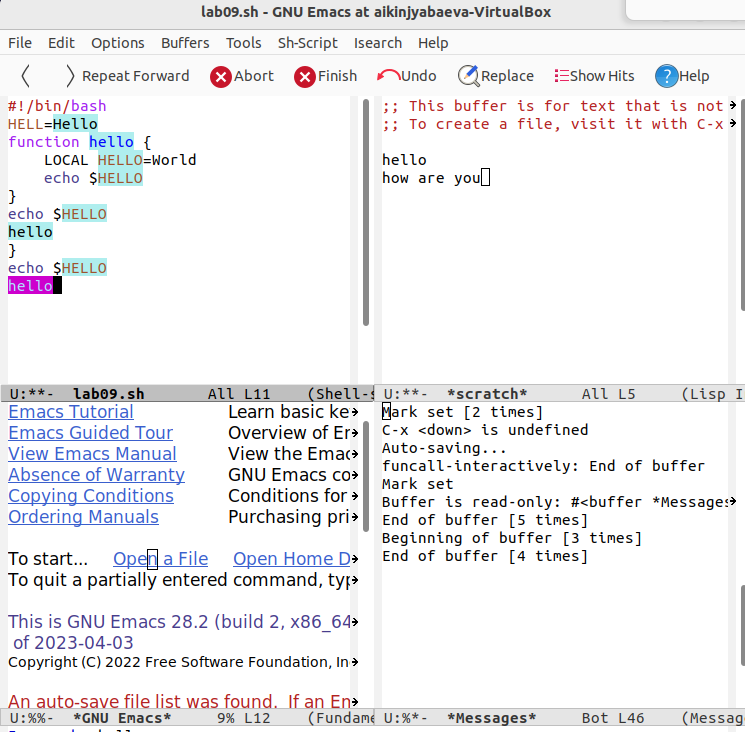 lab09.sh - GNU Emacs at aikinjyabaeva-VirtualBox
File Edit Options Buffers Tools Sh-Script Isearch Help
Repeat Forward Abort Finish Undo Replace Show Hits Help
#!/bin/bash
HELL=Hello
function hello {
    LOCAL HELLO=World
    echo $HELLO
}
echo $HELLO
hello
}
echo $HELLO
hello
U:**- lab09.sh All L11 (Shell-s
;; This buffer is for text that is not
;; To create a file, visit it with C-x
hello
how are you
U:**- *scratch* All L5 (Lisp I
Emacs Tutorial Learn basic ke
Emacs Guided Tour Overview of Em
View Emacs Manual View the Emac
Absence of Warranty GNU Emacs co
Copying Conditions Conditions for
Ordering Manuals Purchasing pri
To start... Open a File Open Home D
To quit a partially entered command, typ
This is GNU Emacs 28.2 (build 2, x86_64
of 2023-04-03
Copyright (C) 2022 Free Software Foundation, In
An auto-save file list was found. If an Em
U:%%- *GNU Emacs* 9% L12 (Fundame
Mark set [2 times]
C-x <down> is undefined
Auto-saving...
funcall-interactively: End of buffer
Mark set
Buffer is read-only: #<buffer *Messages
End of buffer [5 times]
Beginning of buffer [3 times]
End of buffer [4 times]
U:%*- *Messages* Bot L46 (Messag